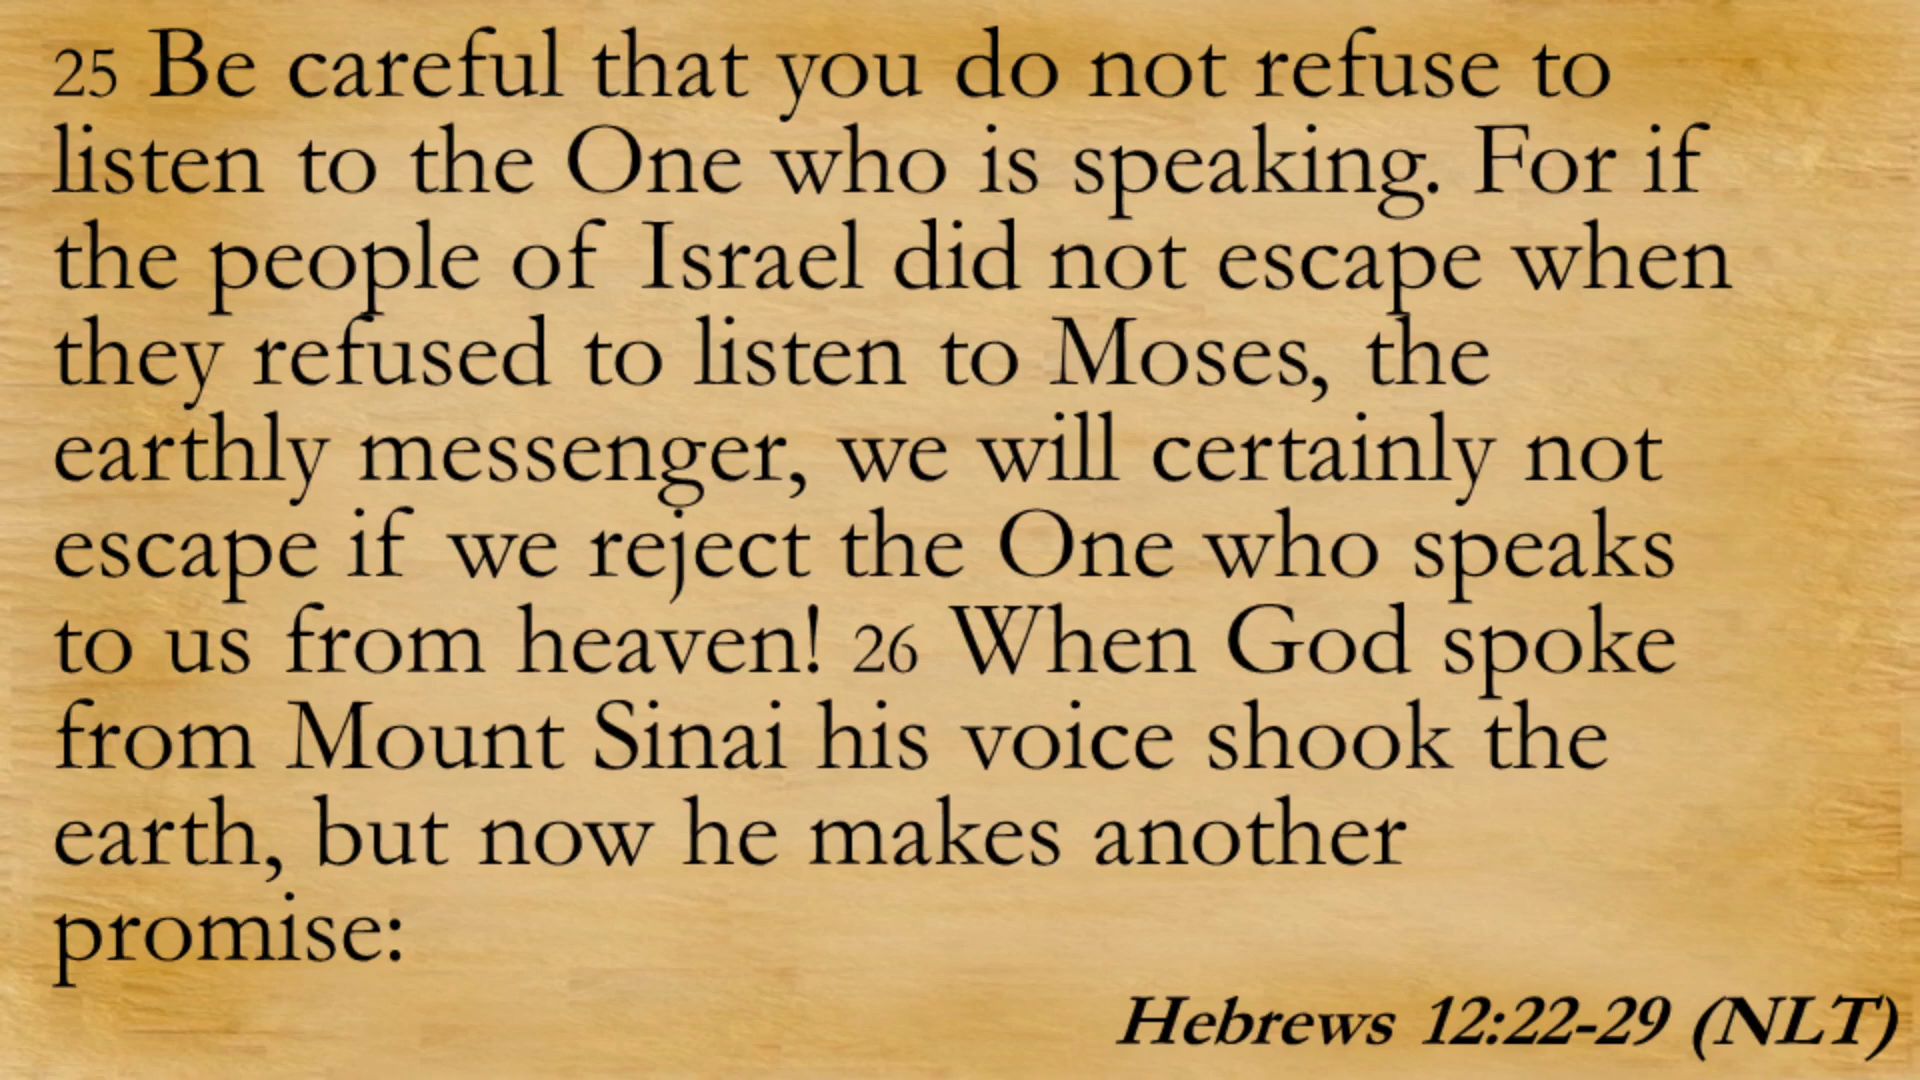 25 Be careful that you do not refuse to
listen to the One who is speaking. For if
the people of Israel did not escape when
they refused to listen to Moses, the
earthly messenger, we will certainly not
escape if we reject the One who speaks
to us from heaven! 26 When God spoke
from Mount Sinai his voice shook the
earth, but now he makes another
promise:
Hebrews 12:22-29 (NLT)